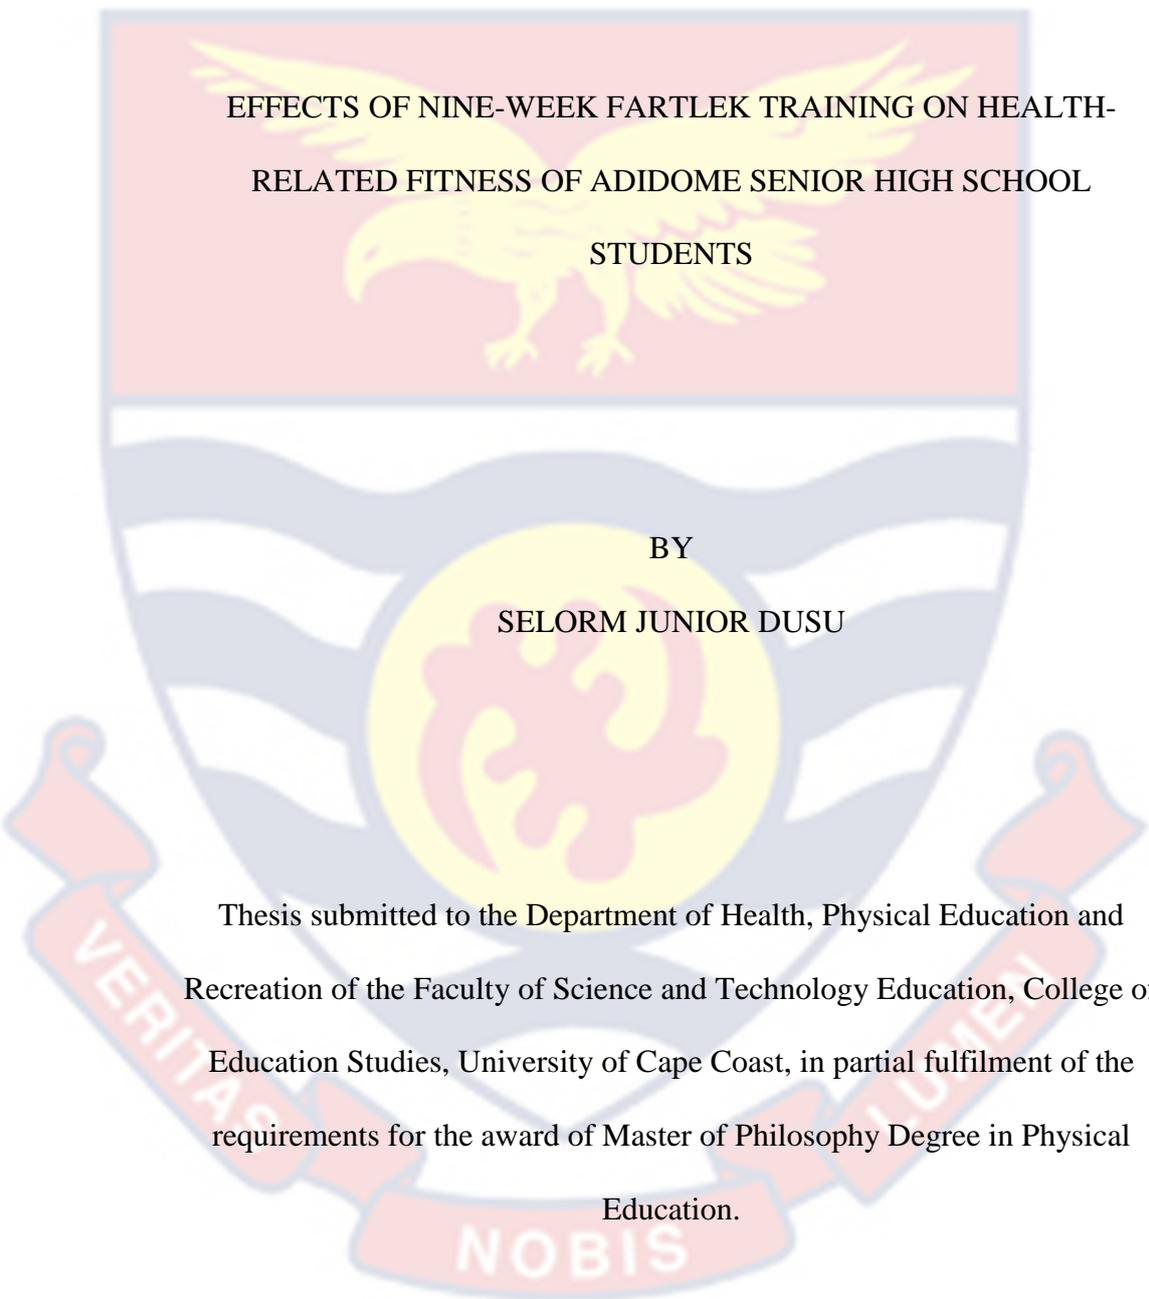 EFFECTS OF NINE-WEEK FARTLEK TRAINING ON HEALTH-
RELATED FITNESS OF ADIDOME SENIOR HIGH SCHOOL
STUDENTS
BY
SELORM JUNIOR DUSU
Thesis submitted to the Department of Health, Physical Education and
Recreation of the Faculty of Science and Technology Education, College of
Education Studies, University of Cape Coast, in partial fulfilment of the
requirements for the award of Master of Philosophy Degree in Physical
Education.
VERITAS
NOBIS
LUMEN